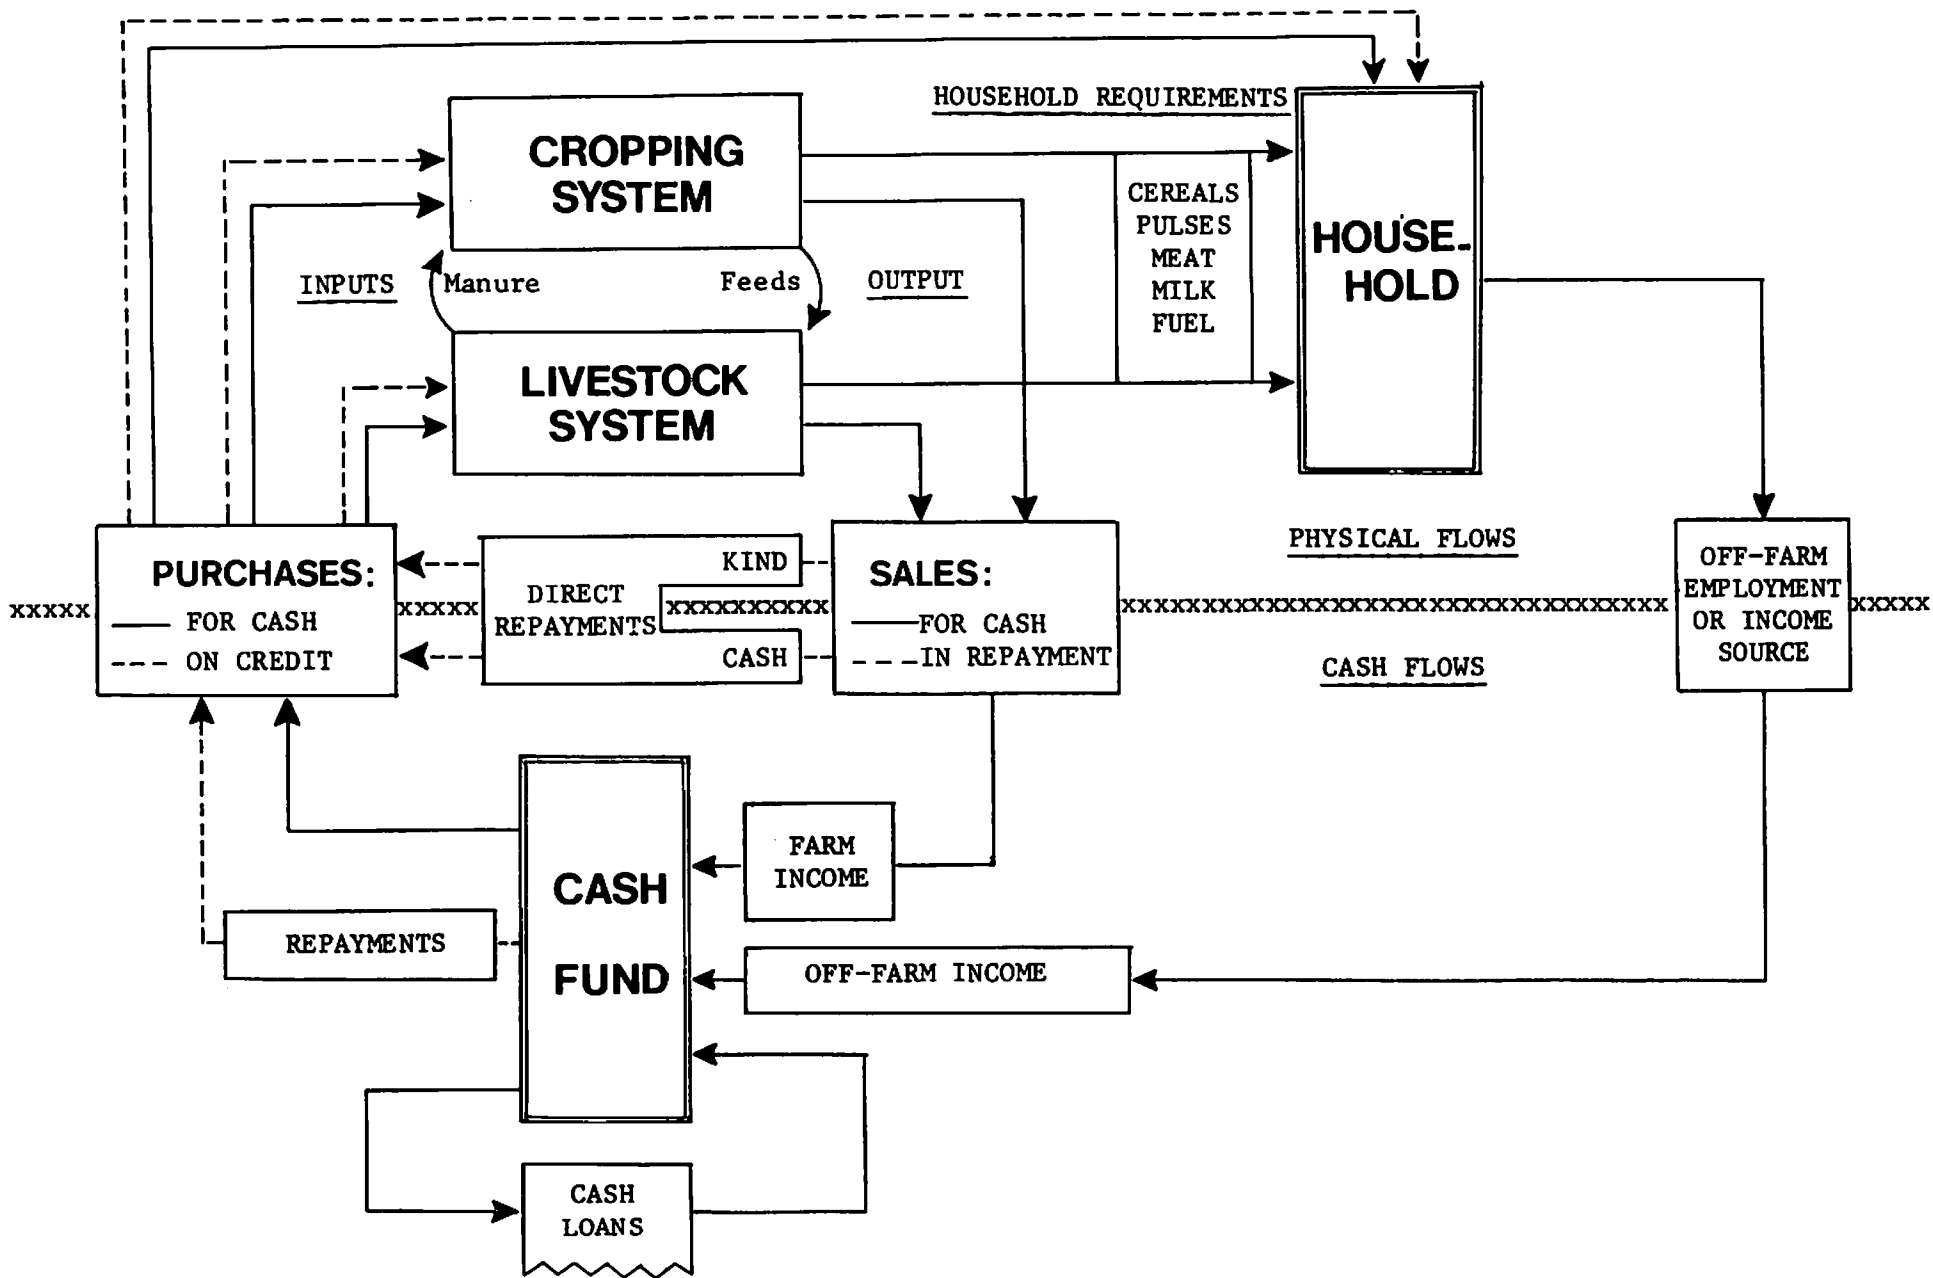 HOUSEHOLD REQUIREMENTS
CROPPING
SYSTEM
CEREALS
PULSES
MEAT
MILK
FUEL
HOUSE-
HOLD
INPUTS
Manure
Feeds
OUTPUT
LIVESTOCK
SYSTEM
PHYSICAL FLOWS
PURCHASES:
FOR CASH
ON CREDIT
KIND
DIRECT
REPAYMENTS
CASH
SALES:
FOR CASH
IN REPAYMENT
OFF-FARM
EMPLOYMENT
OR INCOME
SOURCE
xxxxx
xxxxx
xxxxxxxxxx
xxxxxxxxxxxxxxxxxxxxxxxxxxxxxxxxxx
xxxxx
CASH FLOWS
CASH
FUND
FARM
INCOME
REPAYMENTS
OFF-FARM INCOME
CASH
LOANS